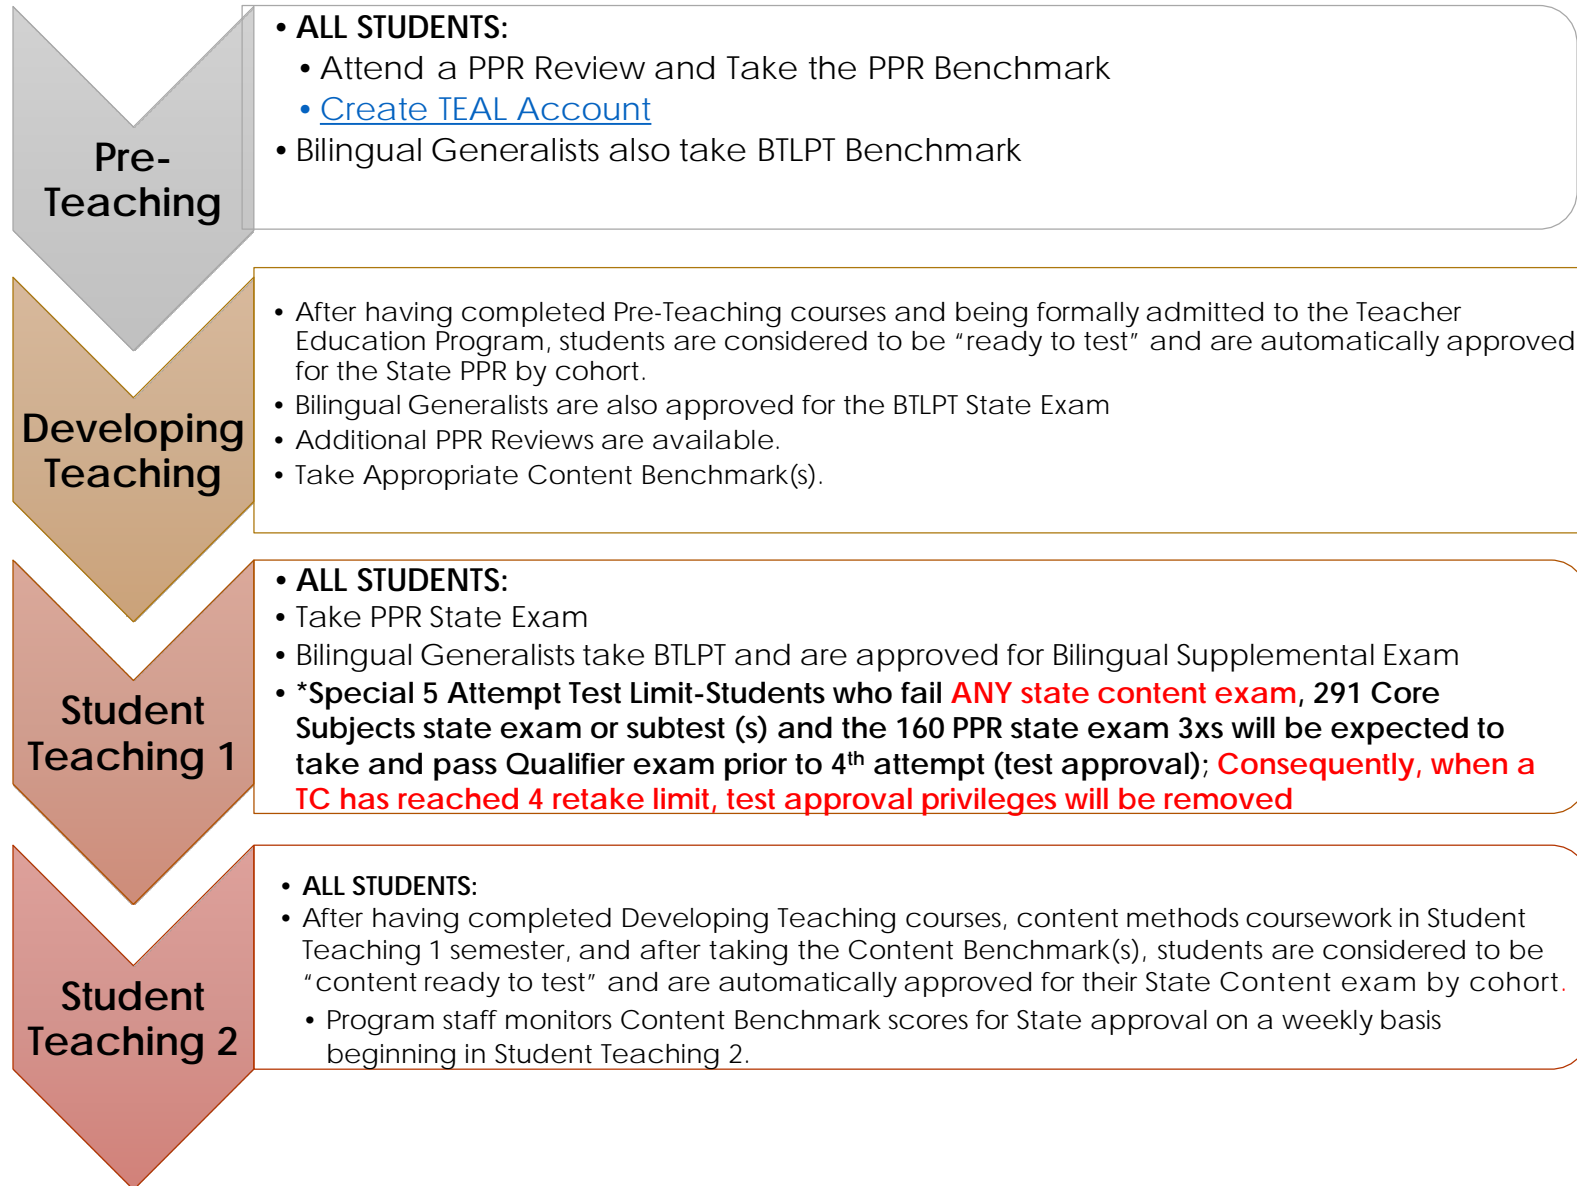 Pre-
Teaching
• ALL STUDENTS:
• Attend a PPR Review and Take the PPR Benchmark
• Create TEAL Account
• Bilingual Generalists also take BTLPT Benchmark
Developing
Teaching
• After having completed Pre-Teaching courses and being formally admitted to the Teacher
Education Program, students are considered to be “ready to test” and are automatically approved
for the State PPR by cohort.
• Bilingual Generalists are also approved for the BTLPT State Exam
• Additional PPR Reviews are available.
• Take Appropriate Content Benchmark(s).
Student
Teaching 1
• ALL STUDENTS:
• Take PPR State Exam
• Bilingual Generalists take BTLPT and are approved for Bilingual Supplemental Exam
• *Special 5 Attempt Test Limit-Students who fail ANY state content exam, 291 Core
Subjects state exam or subtest (s) and the 160 PPR state exam 3xs will be expected to
take and pass Qualifier exam prior to 4th attempt (test approval); Consequently, when a
TC has reached 4 retake limit, test approval privileges will be removed
Student
Teaching 2
• ALL STUDENTS:
• After having completed Developing Teaching courses, content methods coursework in Student
Teaching 1 semester, and after taking the Content Benchmark(s), students are considered to be
“content ready to test” and are automatically approved for their State Content exam by cohort.
• Program staff monitors Content Benchmark scores for State approval on a weekly basis
beginning in Student Teaching 2.